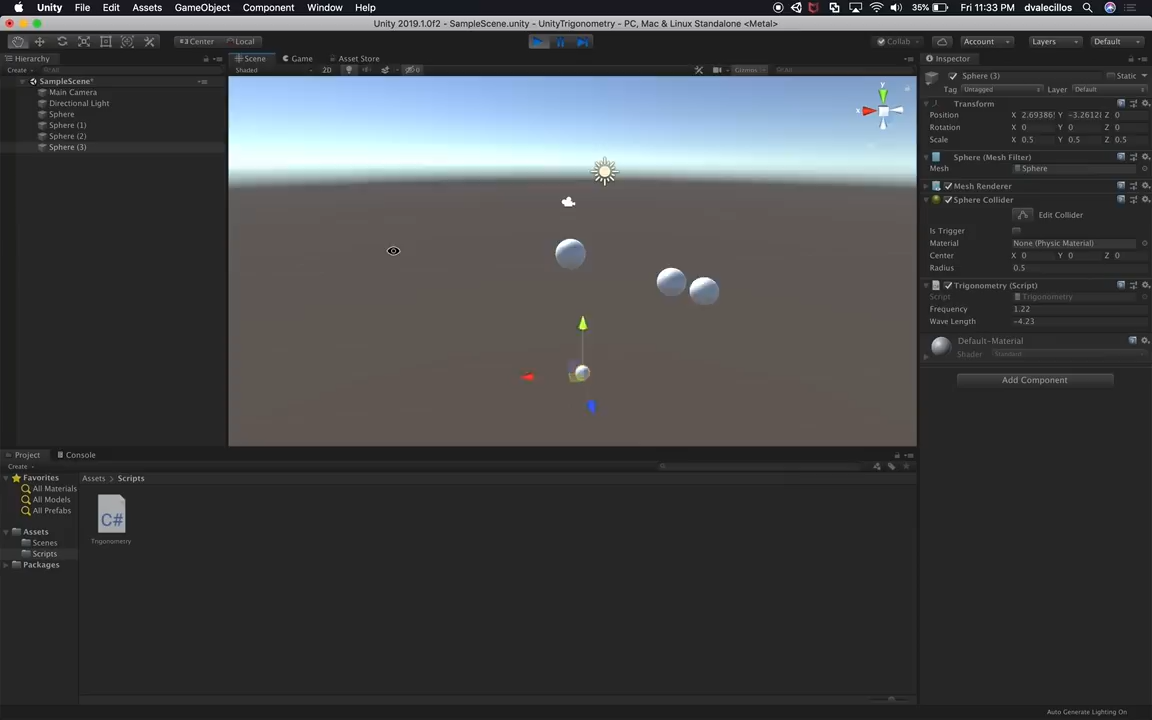 Unity File Edit Assets GameObject Component Window Help 35% Fri 11:33 PM dvalecillos
Unity 2019.1.0f2 - SampleScene.unity - UnityTrigonometry - PC, Mac & Linux Standalone <Metal>
Center Local Collab Account Layers Default
Hierarchy Scene Game Asset Store Inspector
Create Shaded 2D Gizmos
SampleScene*
Main Camera
Directional Light
Sphere
Sphere (1)
Sphere (2)
Sphere (3)
y
x
Sphere (3) Static
Tag Untagged Layer Default
Transform
Position X 2.69386 Y -3.2612 Z 0
Rotation X 0 Y 0 Z 0
Scale X 0.5 Y 0.5 Z 0.5
Sphere (Mesh Filter)
Mesh Sphere
Mesh Renderer
Sphere Collider
Edit Collider
Is Trigger
Material None (Physic Material)
Center X 0 Y 0 Z 0
Radius 0.5
Trigonometry (Script)
Script Trigonometry
Frequency 1.22
Wave Length -4.23
Default-Material
Shader Standard
Add Component
Project Console
Create
Favorites
All Materials
All Models
All Prefabs
Assets
Scenes
Scripts
Packages
Assets > Scripts
C#
Trigonometry
Auto Generate Lighting On